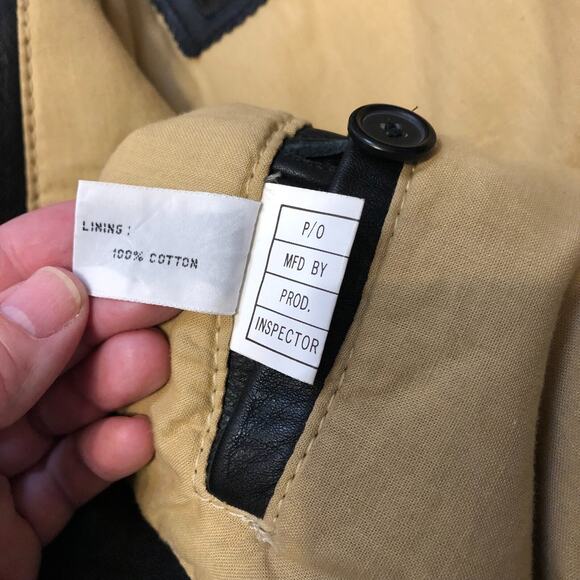 LINING:
100% COTTON
P/O
MFD BY
PROD.
INSPECTOR